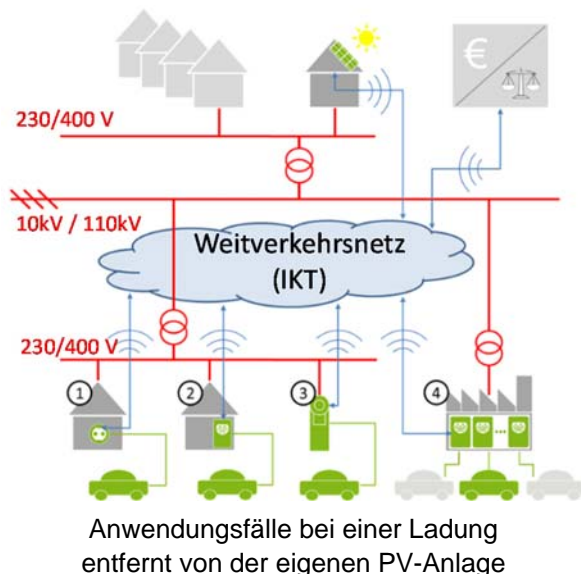 €
230/400 V
10kV / 110kV
Weitverkehrsnetz
(IKT)
230/400 V
1
2
3
4
...
Anwendungsfälle bei einer Ladung
entfernt von der eigenen PV-Anlage